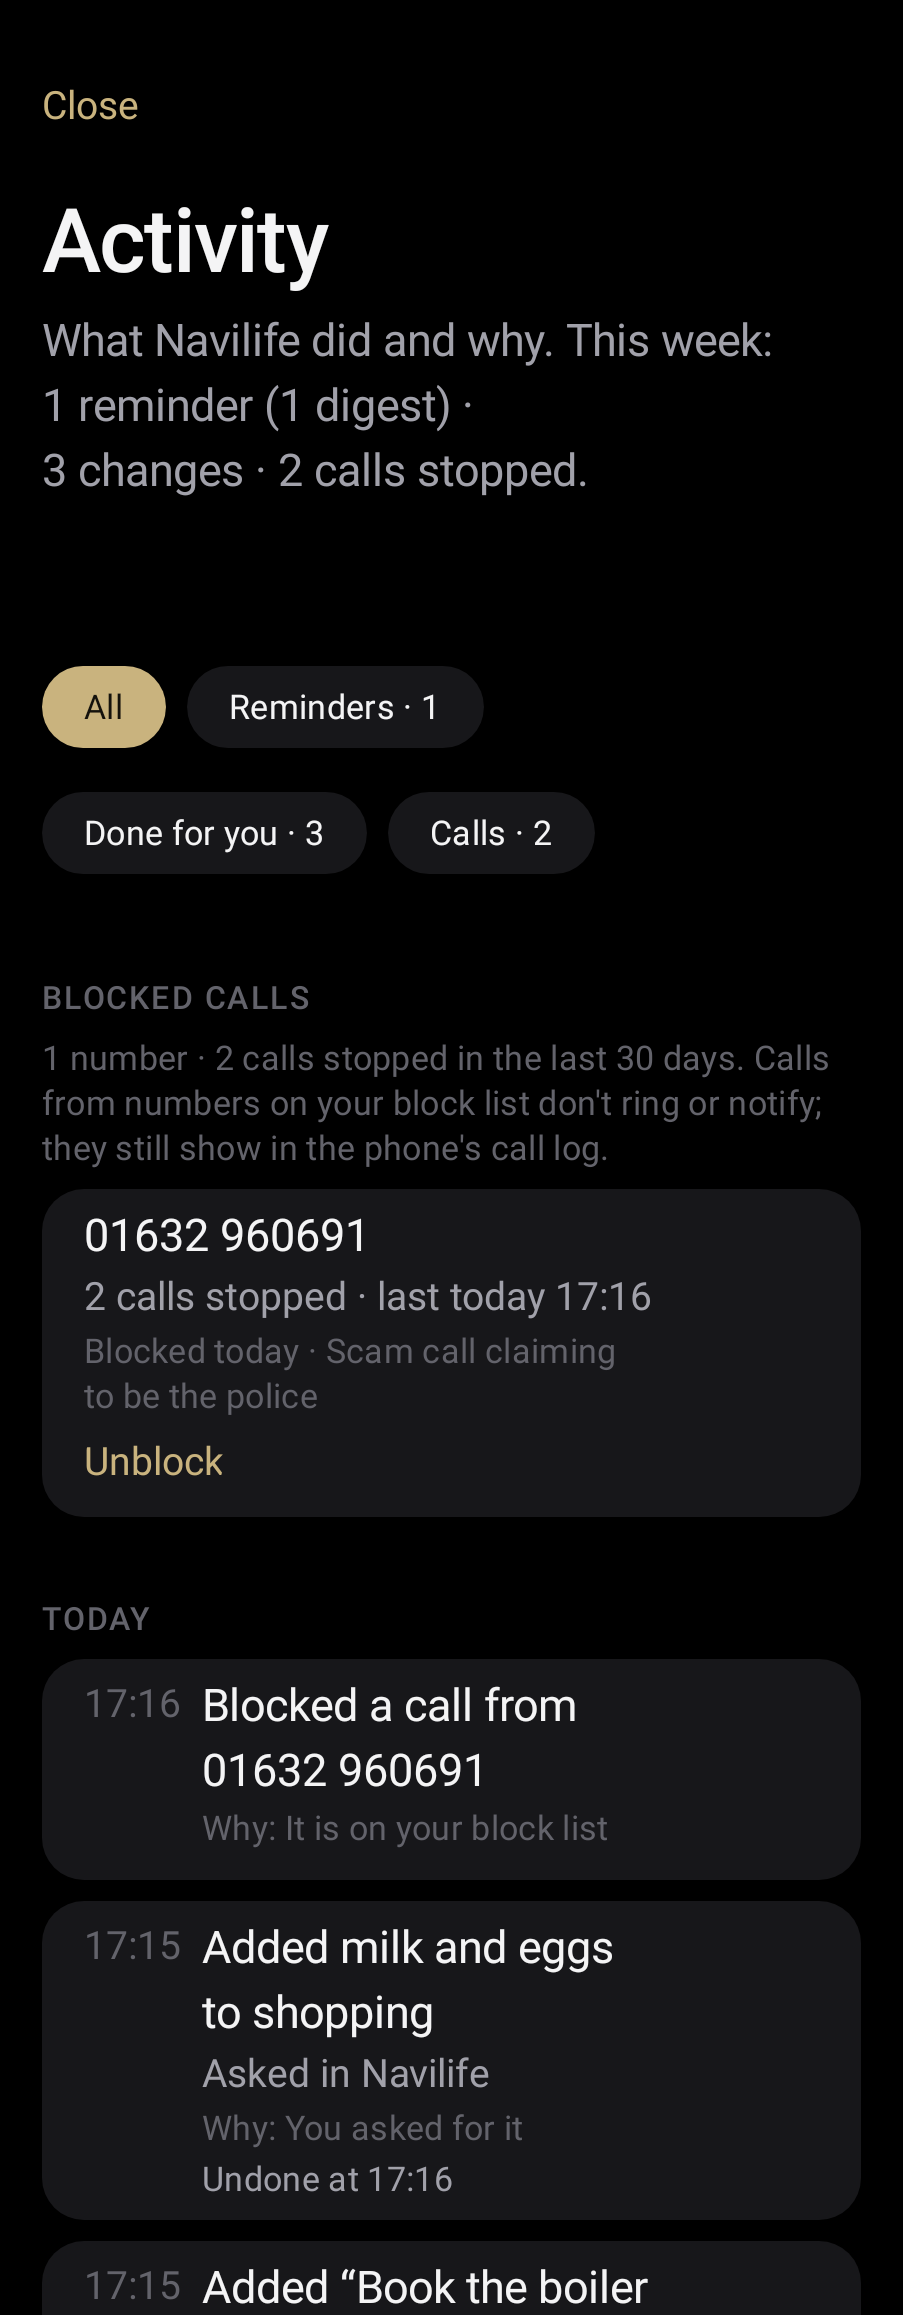 Close
Activity
What Navilife did and why. This week:
1 reminder (1 digest) ·
3 changes · 2 calls stopped.
All
Reminders · 1
Done for you · 3
Calls · 2
BLOCKED CALLS
1 number · 2 calls stopped in the last 30 days. Calls
from numbers on your block list don't ring or notify;
they still show in the phone's call log.
01632 960691
2 calls stopped · last today 17:16
Blocked today · Scam call claiming
to be the police
Unblock
TODAY
17:16 Blocked a call from
01632 960691
Why: It is on your block list
17:15 Added milk and eggs
to shopping
Asked in Navilife
Why: You asked for it
Undone at 17:16
17:15 Added “Book the boiler